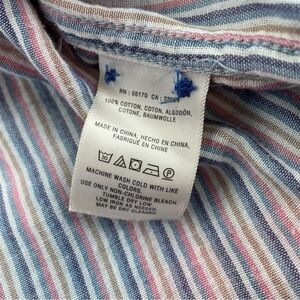 RN : 66170 CA :
100% COTTON, COTON, ALGODÓN,
COTONE, BAUMWOLLE
MADE IN CHINA, HECHO EN CHINA,
FABRIQUÉ EN CHINE
30
MACHINE WASH COLD WITH LIKE
COLORS,
USE ONLY NON-CHLORINE BLEACH,
TUMBLE DRY LOW
LOW IRON AS NEEDED
MAY BE DRY CLEANED